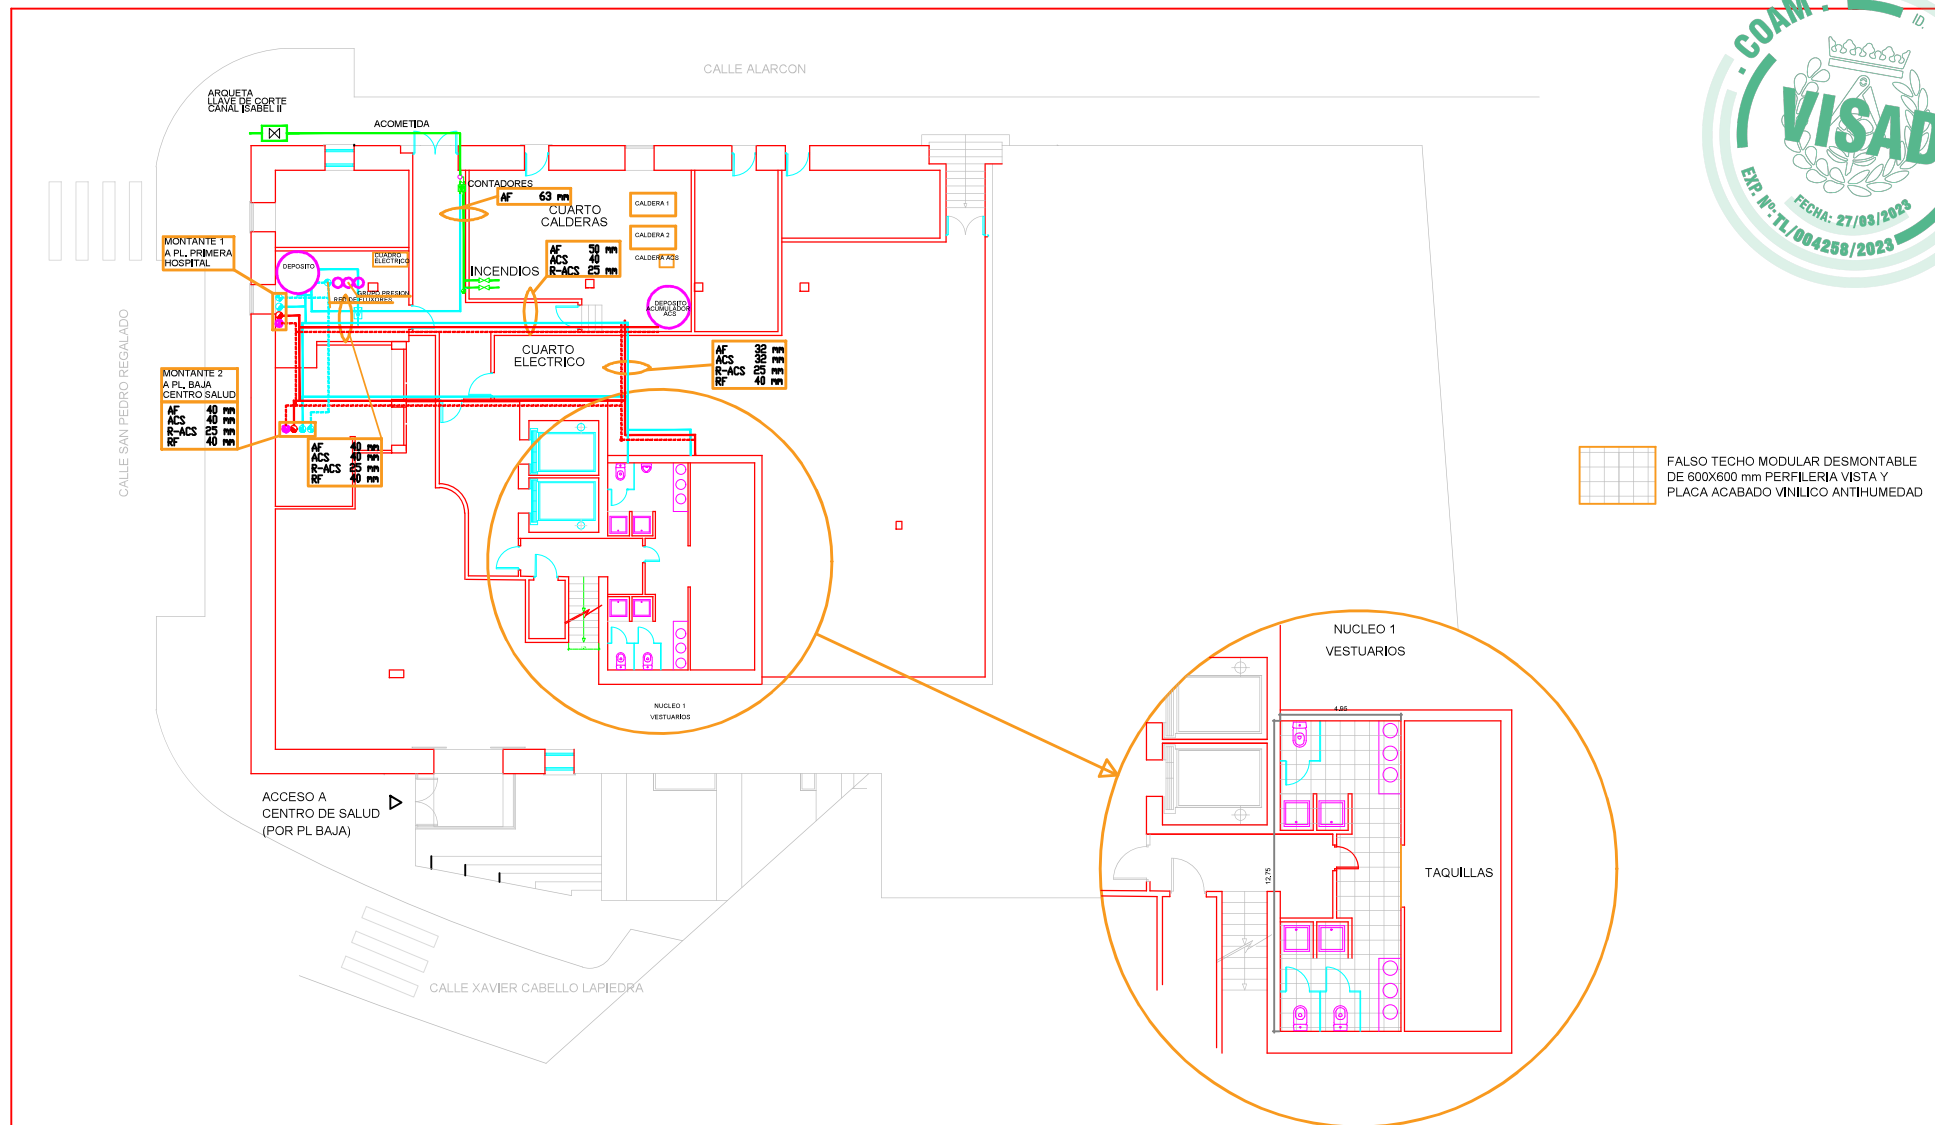 CALLE ALARCON
ARQUETA
LLAVE DE CORTE
CANAL ISABEL II
ACOMETIDA
CONTADORES
AF 63 mm
CUARTO
CALDERAS
CALDERA 1
CALDERA 2
CALDERA ACS
AF 50 mm
ACS 40
R-ACS 25 mm
INCENDIOS
MONTANTE 1
A PL. PRIMERA
HOSPITAL
DEPOSITO
CUADRO
ELECTRICO
GRUPO PRESION
RED DE FLUXORES
DEPOSITO
ACUMULADOR
ACS
CUARTO
ELECTRICO
AF 32 mm
ACS 32 mm
R-ACS 25 mm
RF 40 mm
MONTANTE 2
A PL. BAJA
CENTRO SALUD
AF 40 mm
ACS 40 mm
R-ACS 25 mm
RF 40 mm
AF 40 mm
ACS 40 mm
R-ACS 25 mm
RF 40 mm
CALLE SAN PEDRO REGALADO
NUCLEO 1
VESTUARIOS
ACCESO A
CENTRO DE SALUD
(POR PL BAJA)
CALLE XAVIER CABELLO LAPIEDRA
NUCLEO 1
VESTUARIOS
4,95
12,75
TAQUILLAS
FALSO TECHO MODULAR DESMONTABLE
DE 600X600 mm PERFILERIA VISTA Y
PLACA ACABADO VINILICO ANTIHUMEDAD
. COAM .
ID.
VISAD
FECHA: 27/03/2023
EXP. Nº: TL/004258/2023